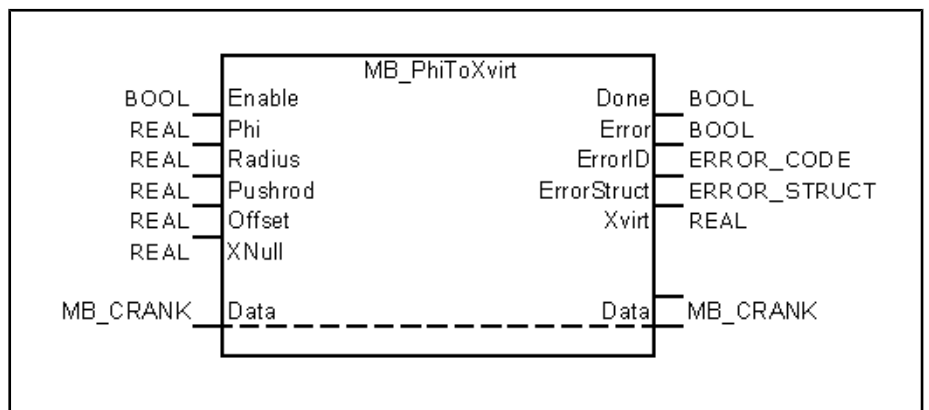 MB_PhiToXvirt
BOOL Enable Done BOOL
REAL Phi Error BOOL
REAL Radius ErrorID ERROR_CODE
REAL Pushrod ErrorStruct ERROR_STRUCT
REAL Offset Xvirt REAL
REAL XNull
MB_CRANK Data Data MB_CRANK